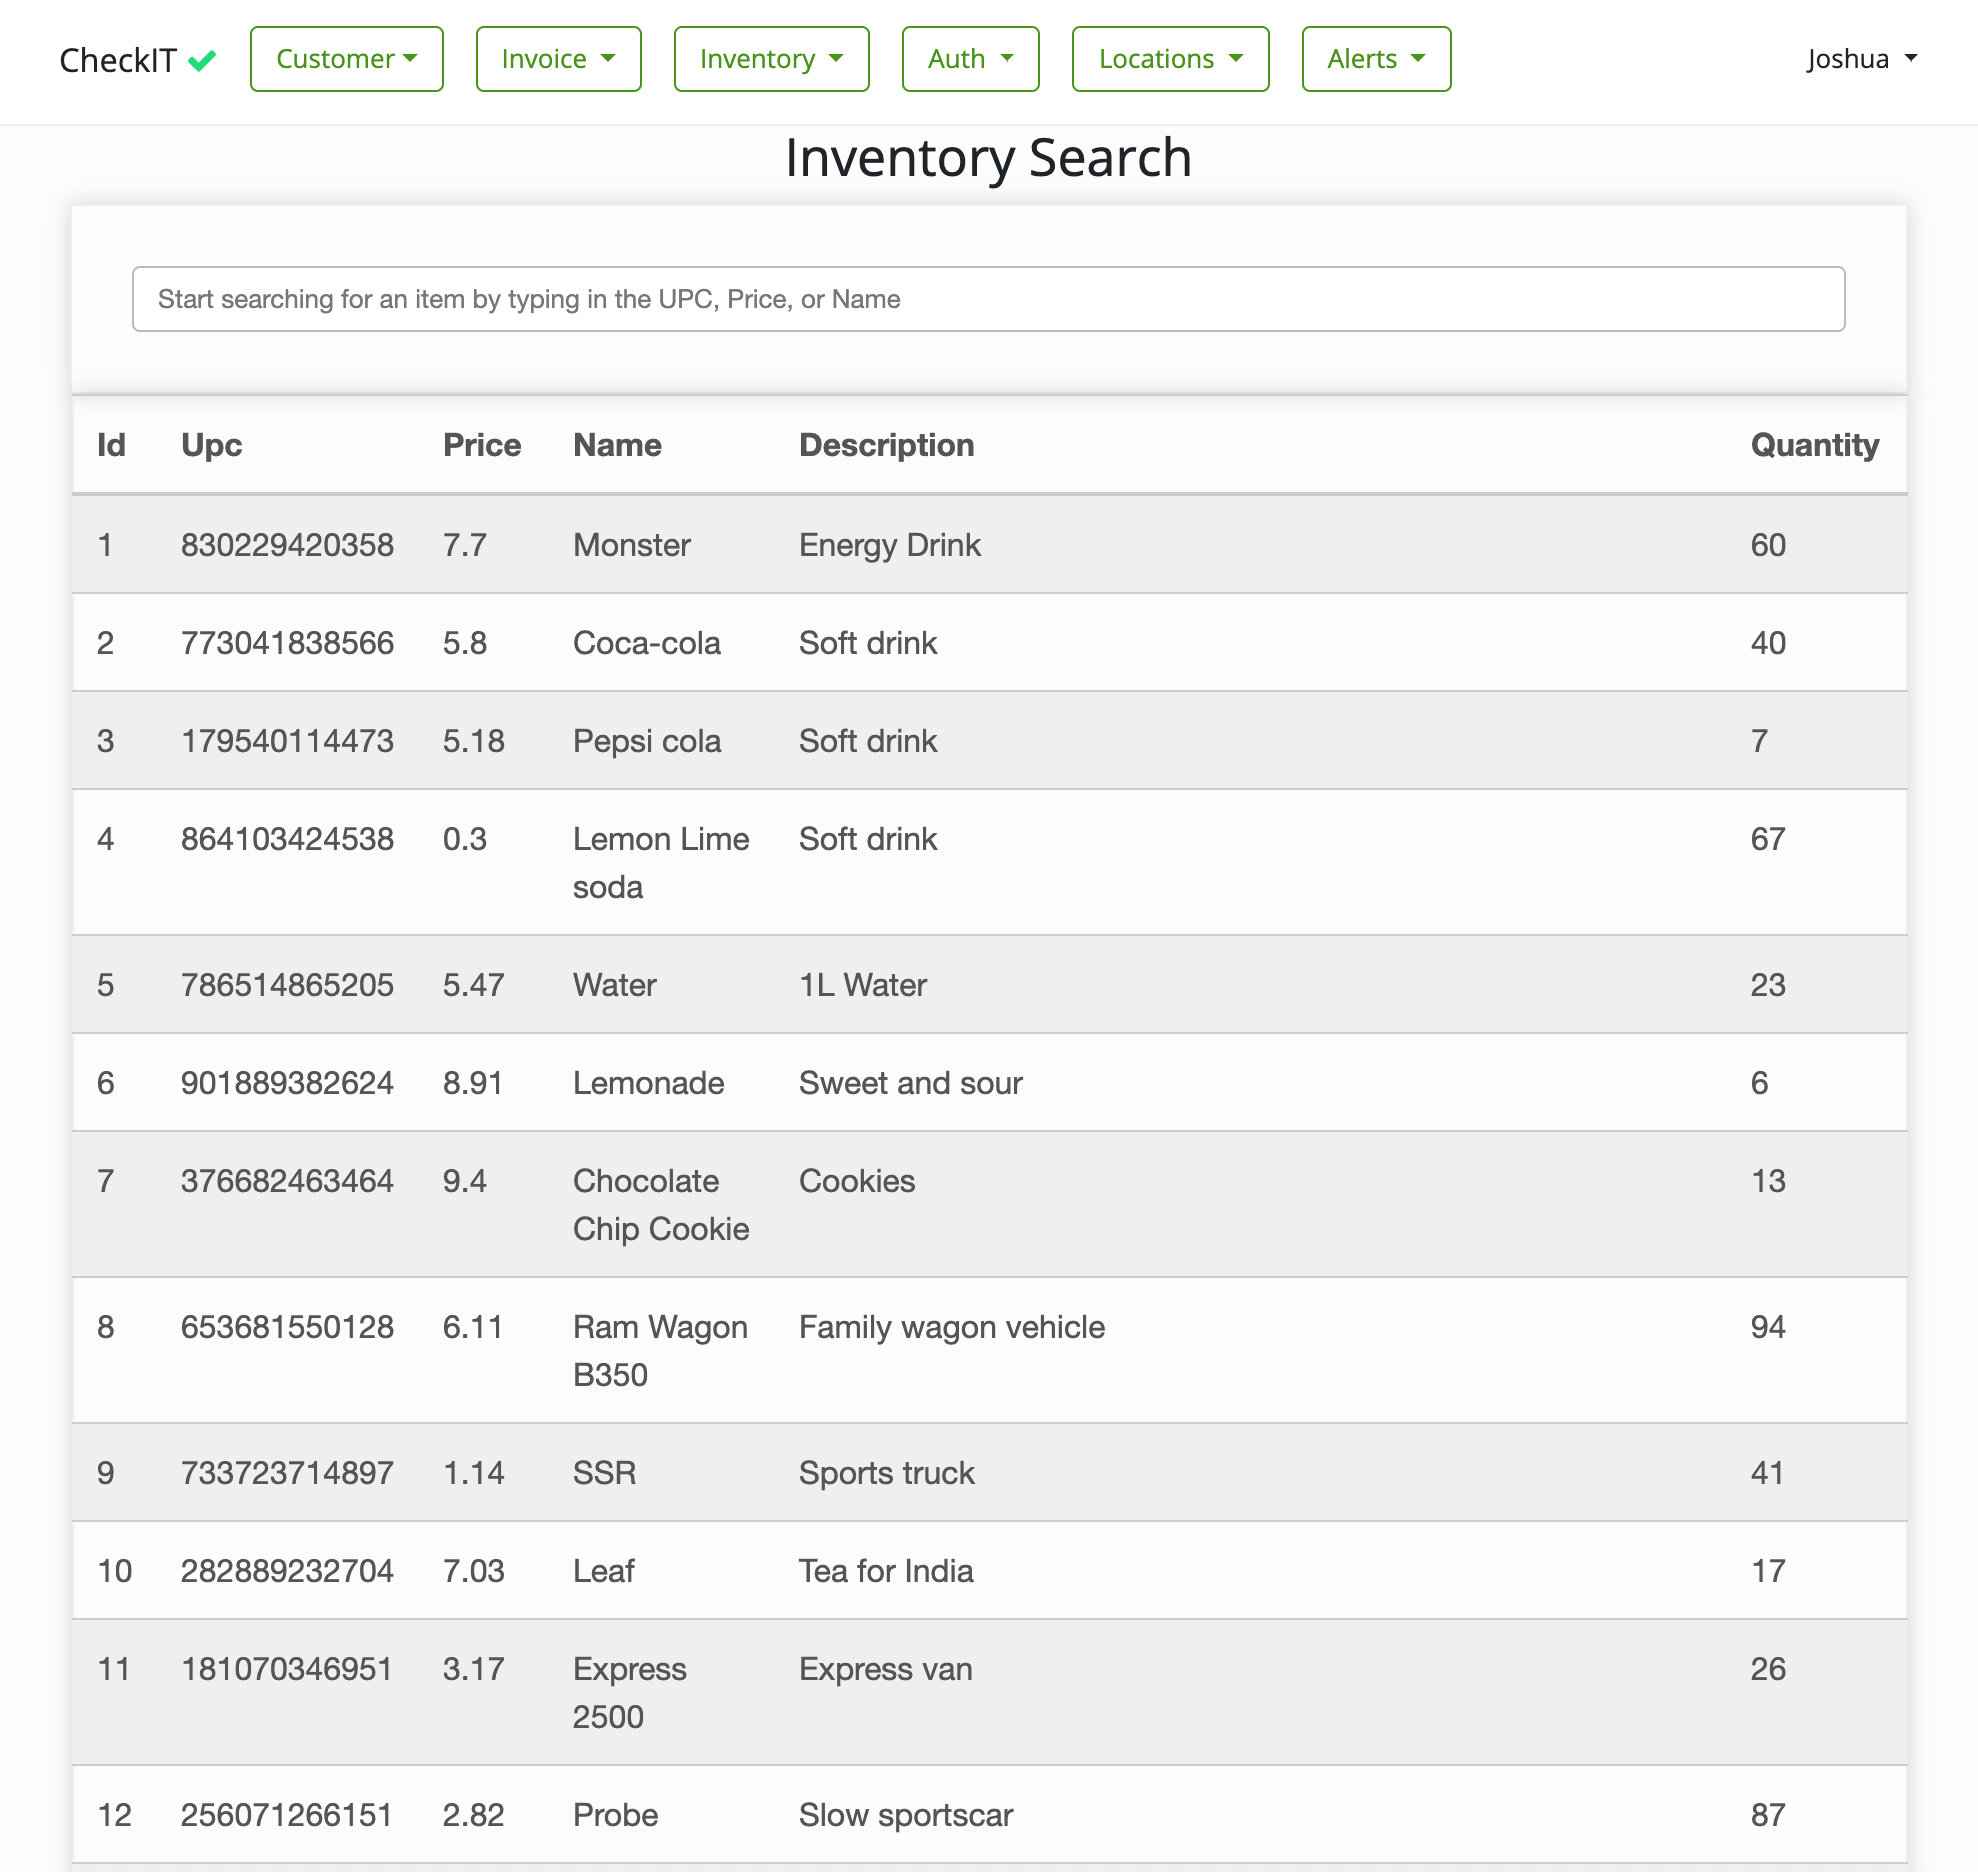 CheckIT Customer Invoice Inventory Auth Locations Alerts Joshua
Inventory Search
Start searching for an item by typing in the UPC, Price, or Name
Id Upc Price Name Description Quantity
1 830229420358 7.7 Monster Energy Drink 60
2 773041838566 5.8 Coca-cola Soft drink 40
3 179540114473 5.18 Pepsi cola Soft drink 7
4 864103424538 0.3 Lemon Lime Soft drink 67
soda
5 786514865205 5.47 Water 1L Water 23
6 901889382624 8.91 Lemonade Sweet and sour 6
7 376682463464 9.4 Chocolate Cookies 13
Chip Cookie
8 653681550128 6.11 Ram Wagon Family wagon vehicle 94
B350
9 733723714897 1.14 SSR Sports truck 41
10 282889232704 7.03 Leaf Tea for India 17
11 181070346951 3.17 Express Express van 26
2500
12 256071266151 2.82 Probe Slow sportscar 87